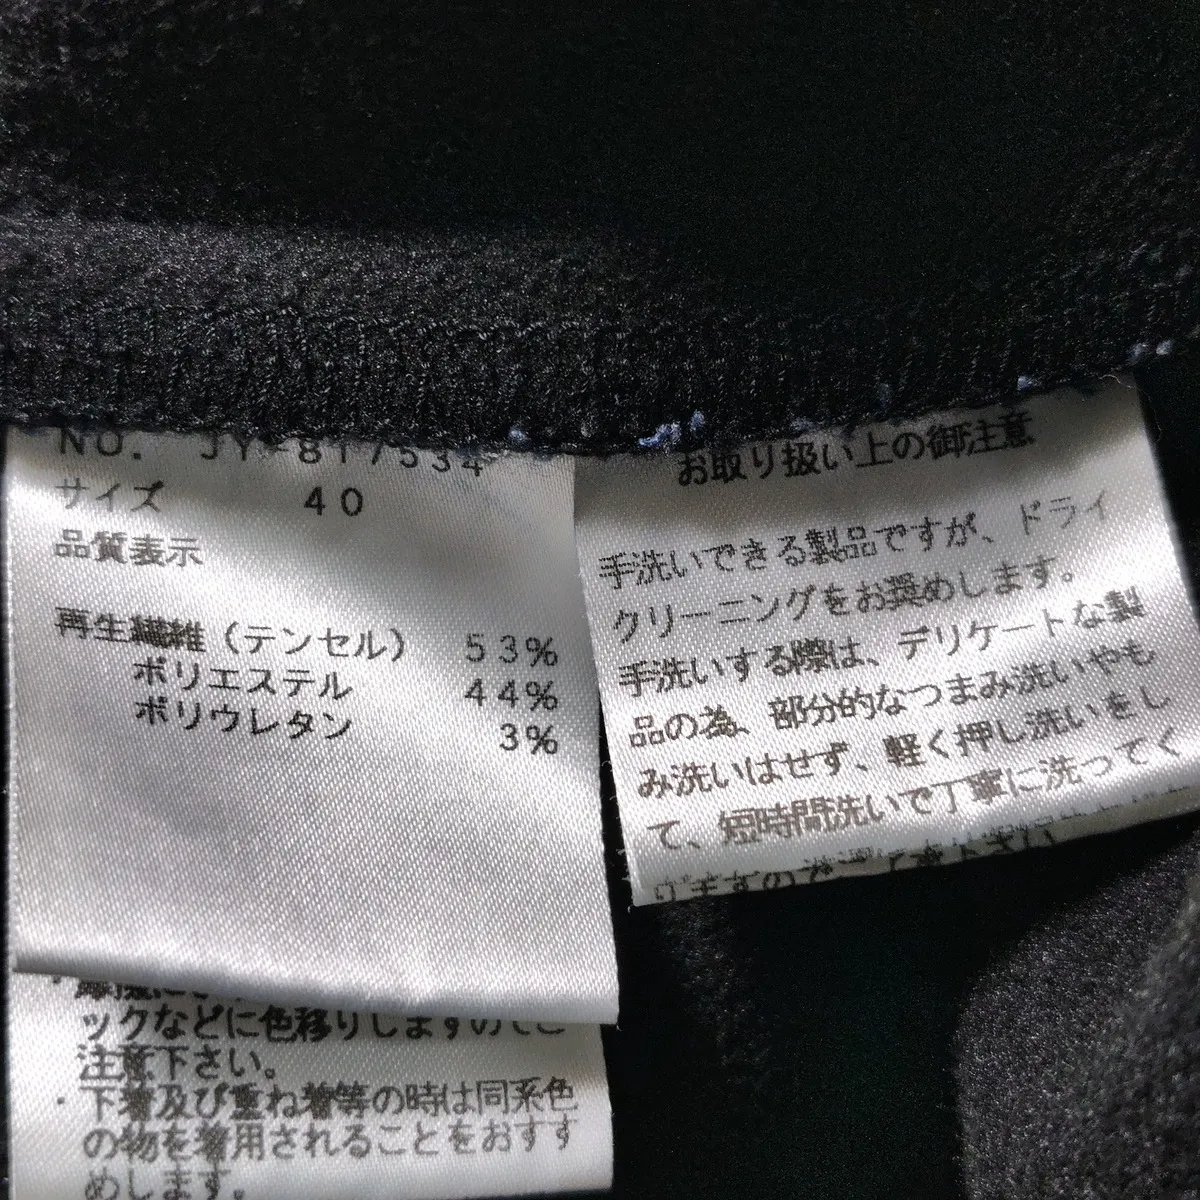 NO. JY-817534
サイズ 40
品質表示
再生繊維(テンセル) 53%
ポリエステル 44%
ポリウレタン 3%
ックなどに色移りしますのでご
注意下さい。
・下着及び重ね着等の時は同系色
の物を着用されることをおすす
めします。
お取り扱い上の御注意
手洗いできる製品ですが、ドライ
クリーニングをお奨めします。
手洗いする際は、デリケートな製
品の為、部分的なつまみ洗いやも
み洗いはせず、軽く押し洗いをし
て、短時間洗いで丁寧に洗ってく